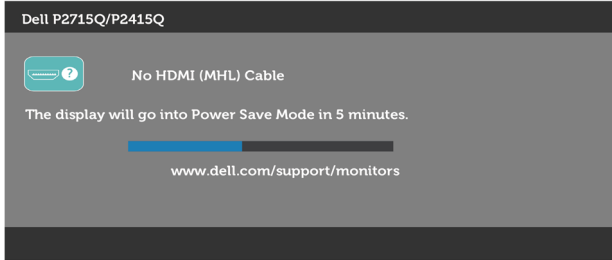 Dell P2715Q/P2415Q
?
No HDMI (MHL) Cable
The display will go into Power Save Mode in 5 minutes.
www.dell.com/support/monitors